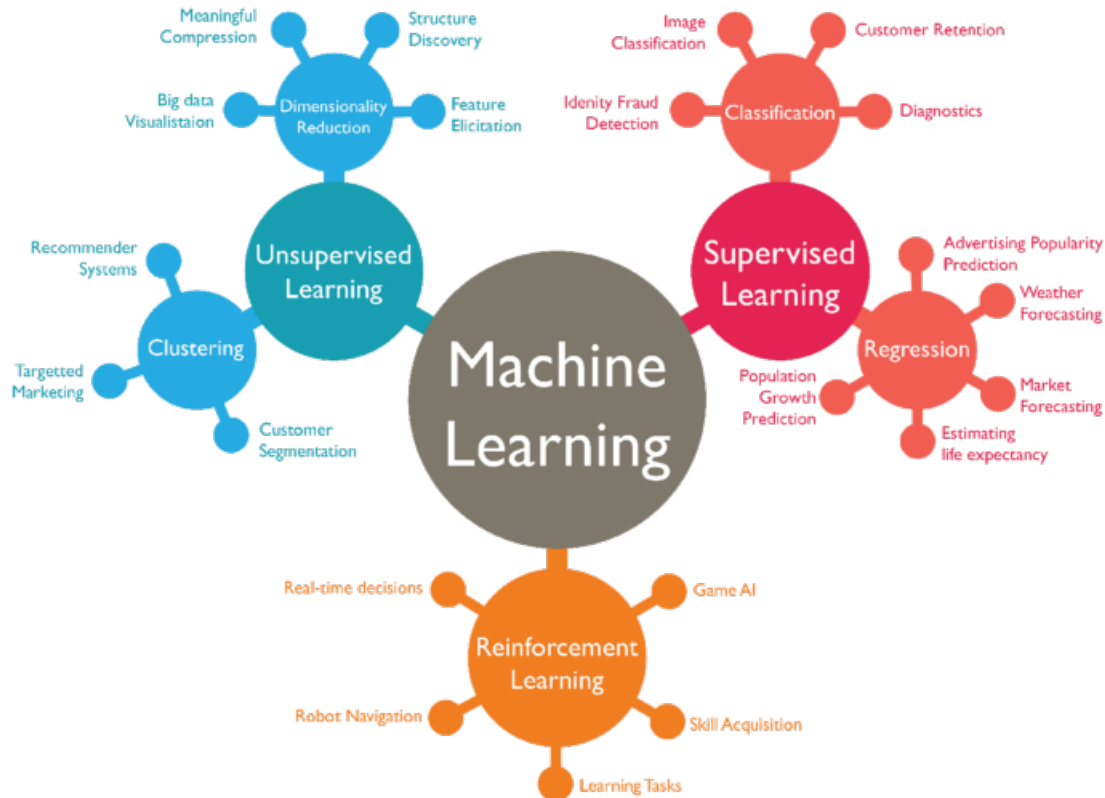 Meaningful
Compression
Structure
Discovery
Big data
Visualistaion
Dimensionality
Reduction
Feature
Elicitation
Image
Classification
Customer Retention
Idenity Fraud
Detection
Classification
Diagnostics
Recommender
Systems
Unsupervised
Learning
Clustering
Targetted
Marketing
Customer
Segmentation
Supervised
Learning
Advertising Popularity
Prediction
Weather
Forecasting
Regression
Population
Growth
Prediction
Market
Forecasting
Estimating
life expectancy
Machine
Learning
Real-time decisions
Game AI
Reinforcement
Learning
Robot Navigation
Skill Acquisition
Learning Tasks